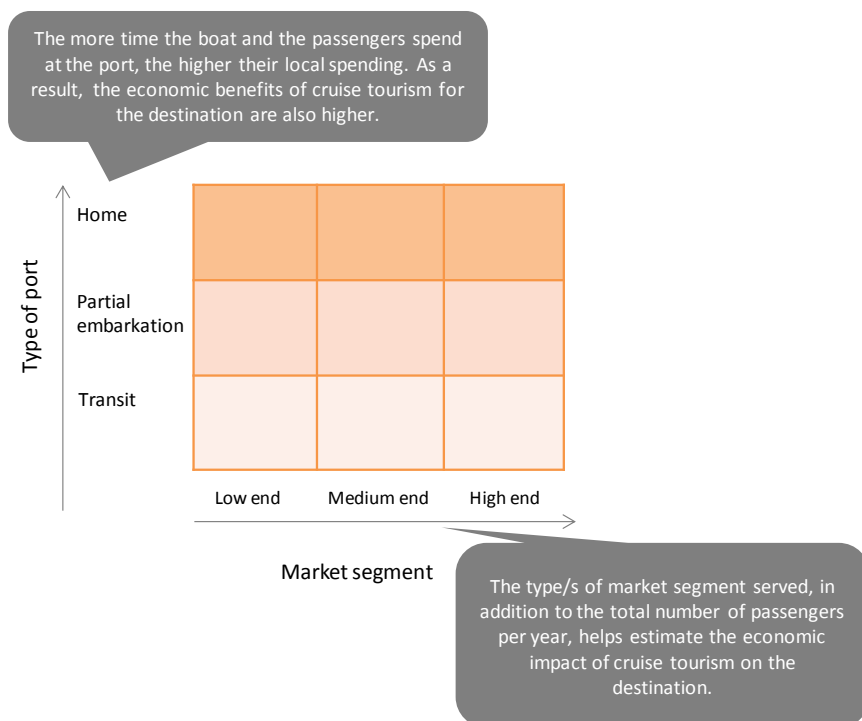 The more time the boat and the passengers spend
at the port, the higher their local spending. As a
result, the economic benefits of cruise tourism for
the destination are also higher.
Type of port
Home
Partial
embarkation
Transit
Low end
Medium end
High end
Market segment
The type/s of market segment served, in
addition to the total number of passengers
per year, helps estimate the economic
impact of cruise tourism on the
destination.